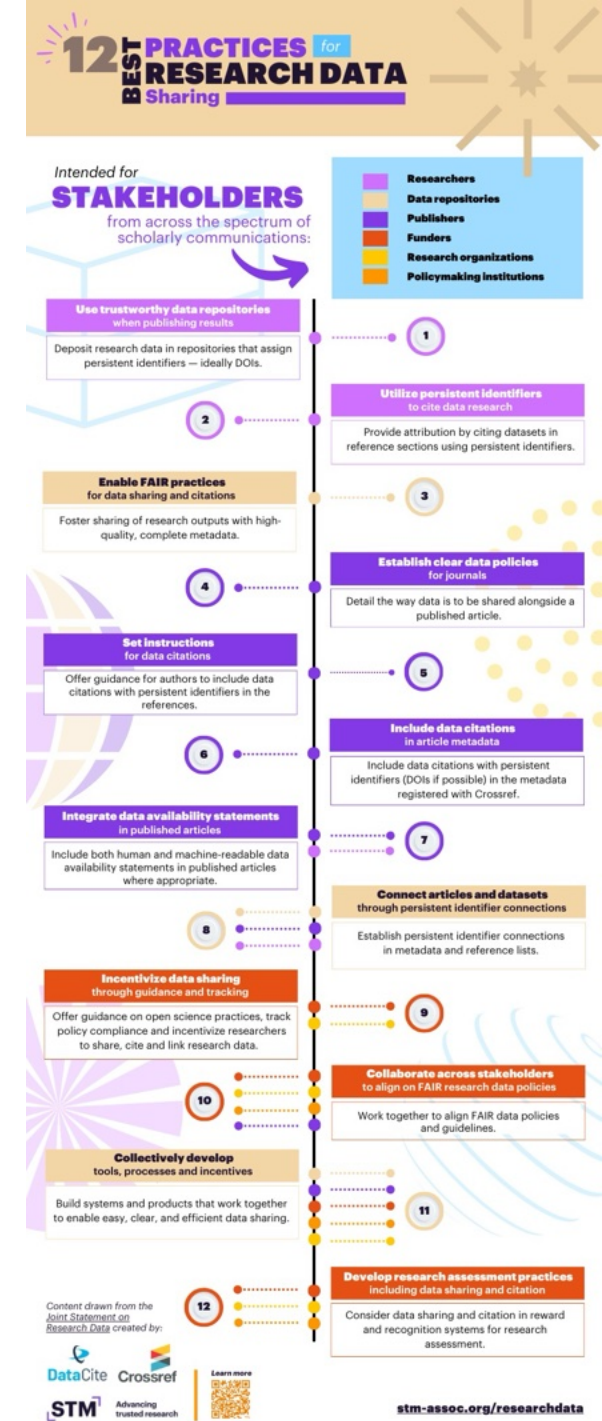 12 BEST PRACTICES for
RESEARCH DATA
Sharing
Intended for
STAKEHOLDERS
from across the spectrum of
scholarly communications:
Researchers
Data repositories
Publishers
Funders
Research organizations
Policymaking institutions
Use trustworthy data repositories
when publishing results
Deposit research data in repositories that assign
persistent identifiers — ideally DOIs.
1
Utilize persistent identifiers
to cite data research
Provide attribution by citing datasets in
reference sections using persistent identifiers.
2
Enable FAIR practices
for data sharing and citations
Foster sharing of research outputs with high-
quality, complete metadata.
3
Establish clear data policies
for journals
Detail the way data is to be shared alongside a
published article.
4
Set instructions
for data citations
Offer guidance for authors to include data
citations with persistent identifiers in the
references.
5
Include data citations
in article metadata
Include data citations with persistent
identifiers (DOIs if possible) in the metadata
registered with Crossref.
6
Integrate data availability statements
in published articles
Include both human and machine-readable data
availability statements in published articles
where appropriate.
7
Connect articles and datasets
through persistent identifier connections
Establish persistent identifier connections
in metadata and reference lists.
8
Incentivize data sharing
through guidance and tracking
Offer guidance on open science practices, track
policy compliance and incentivize researchers
to share, cite and link research data.
9
Collaborate across stakeholders
to align on FAIR research data policies
Work together to align FAIR data policies
and guidelines.
10
Collectively develop
tools, processes and incentives
Build systems and products that work together
to enable easy, clear, and efficient data sharing.
11
Develop research assessment practices
including data sharing and citation
Consider data sharing and citation in reward
and recognition systems for research
assessment.
12
Content drawn from the
Joint Statement on
Research Data created by:
DataCite
Crossref
STM
Advancing
trusted research
Learn more
stm-assoc.org/researchdata